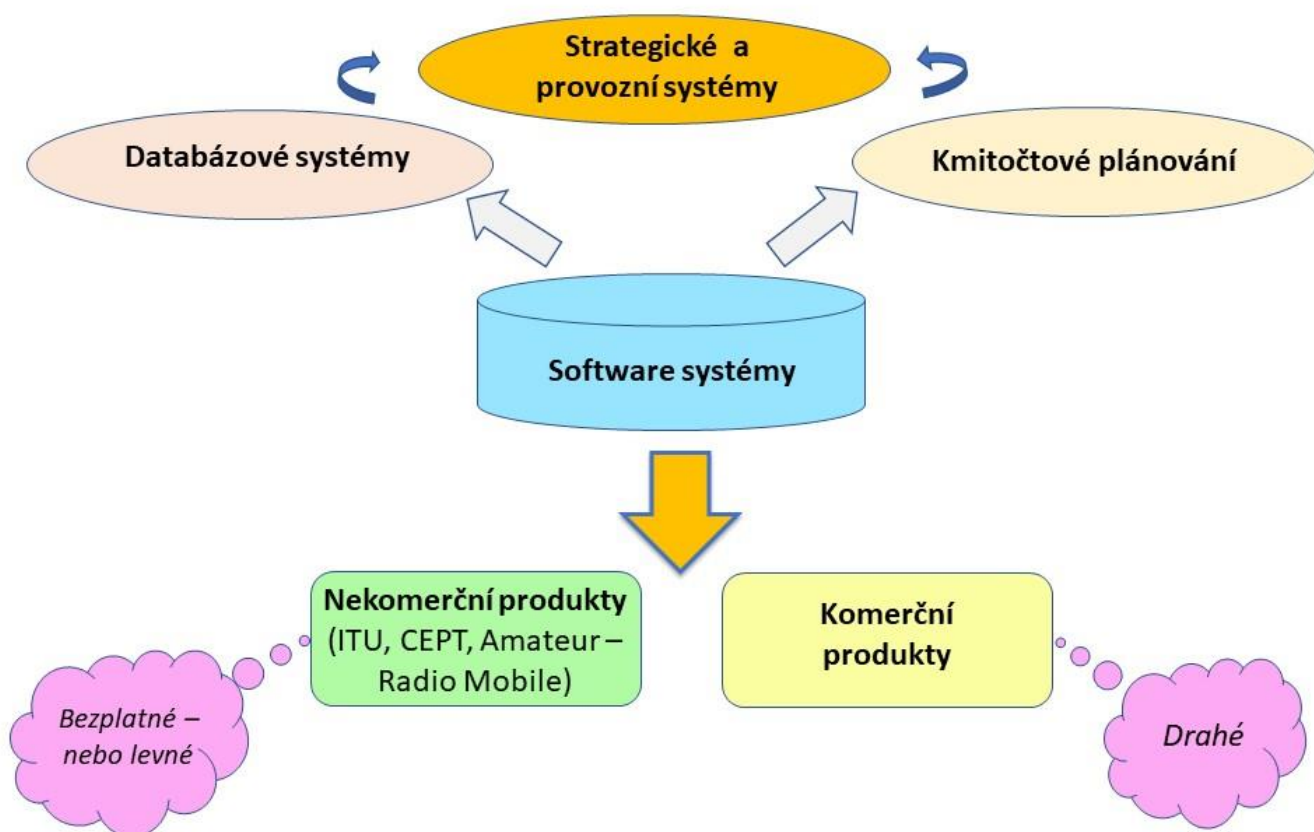 Strategické a
provozní systémy
Databázové systémy
Kmitočtové plánování
Software systémy
Nekomerční produkty
(ITU, CEPT, Amateur –
Radio Mobile)
Komerční
produkty
Bezplatné –
nebo levné
Drahé